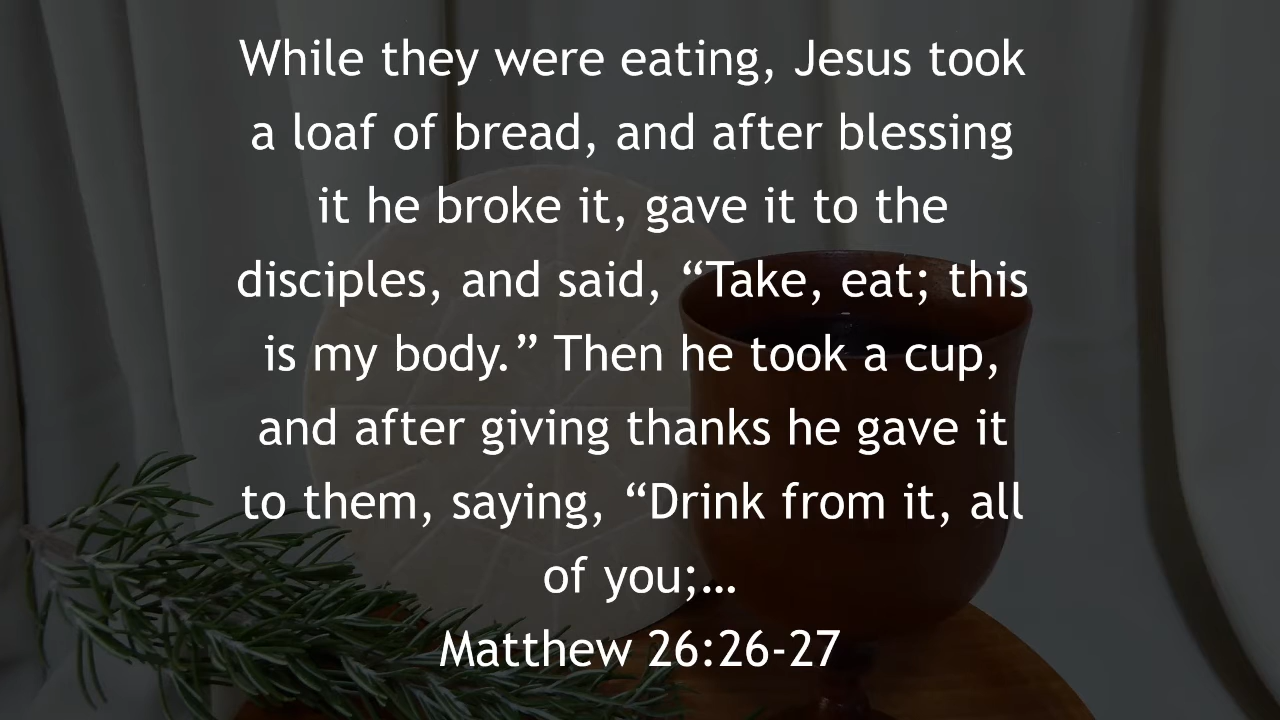 While they were eating, Jesus took
a loaf of bread, and after blessing
it he broke it, gave it to the
disciples, and said, “Take, eat; this
is my body.” Then he took a cup,
and after giving thanks he gave it
to them, saying, “Drink from it, all
of you;…
Matthew 26:26-27